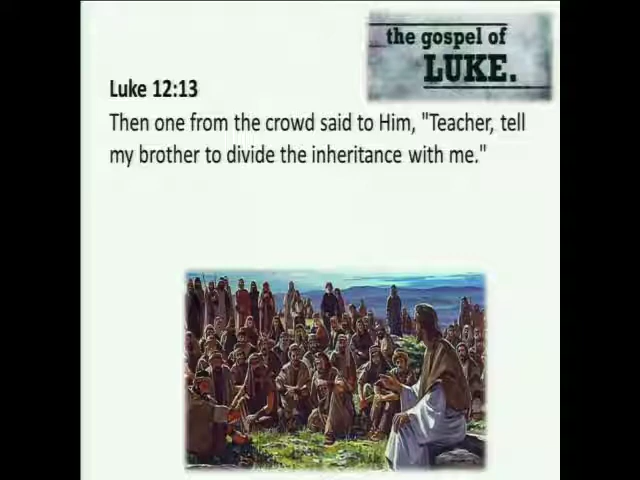 the gospel of
LUKE.
Luke 12:13
Then one from the crowd said to Him, "Teacher, tell
my brother to divide the inheritance with me."